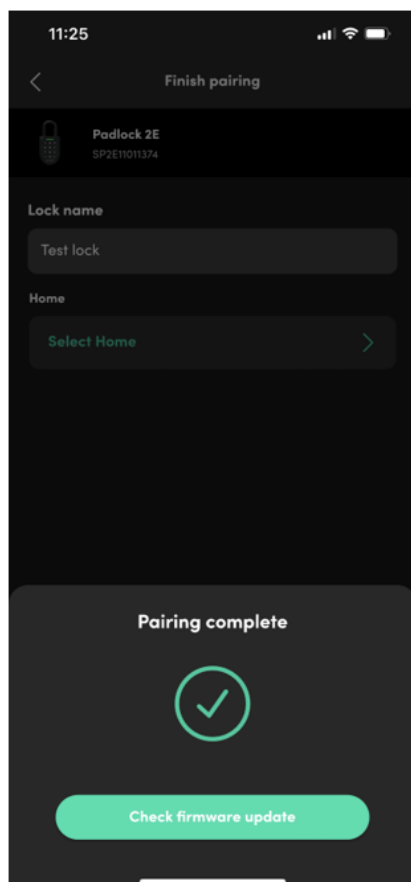 11:25
Finish pairing
Padlock 2E
SP2E11011374
Lock name
Test lock
Home
Select Home
Pairing complete
Check firmware update